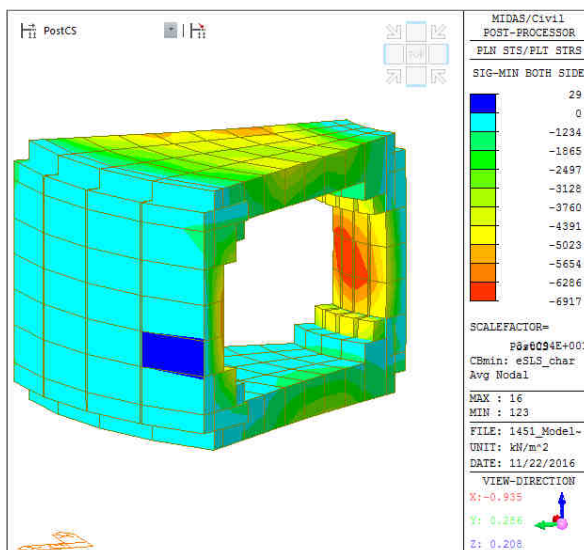 PostCS
TOP
MIDAS/Civil
POST-PROCESSOR
PLN STS/PLT STRS
SIG-MIN BOTH SIDE
29
0
-1234
-1865
-2497
-3128
-3760
-4391
-5023
-5654
-6286
-6917
SCALEFACTOR=
CBmin: eSLS_char
Avg Nodal
MAX : 16
MIN : 123
FILE: 1451_Model~
UNIT: kN/m^2
DATE: 11/22/2016
VIEW-DIRECTION
X:-0.935
Y: 0.286
Z: 0.208